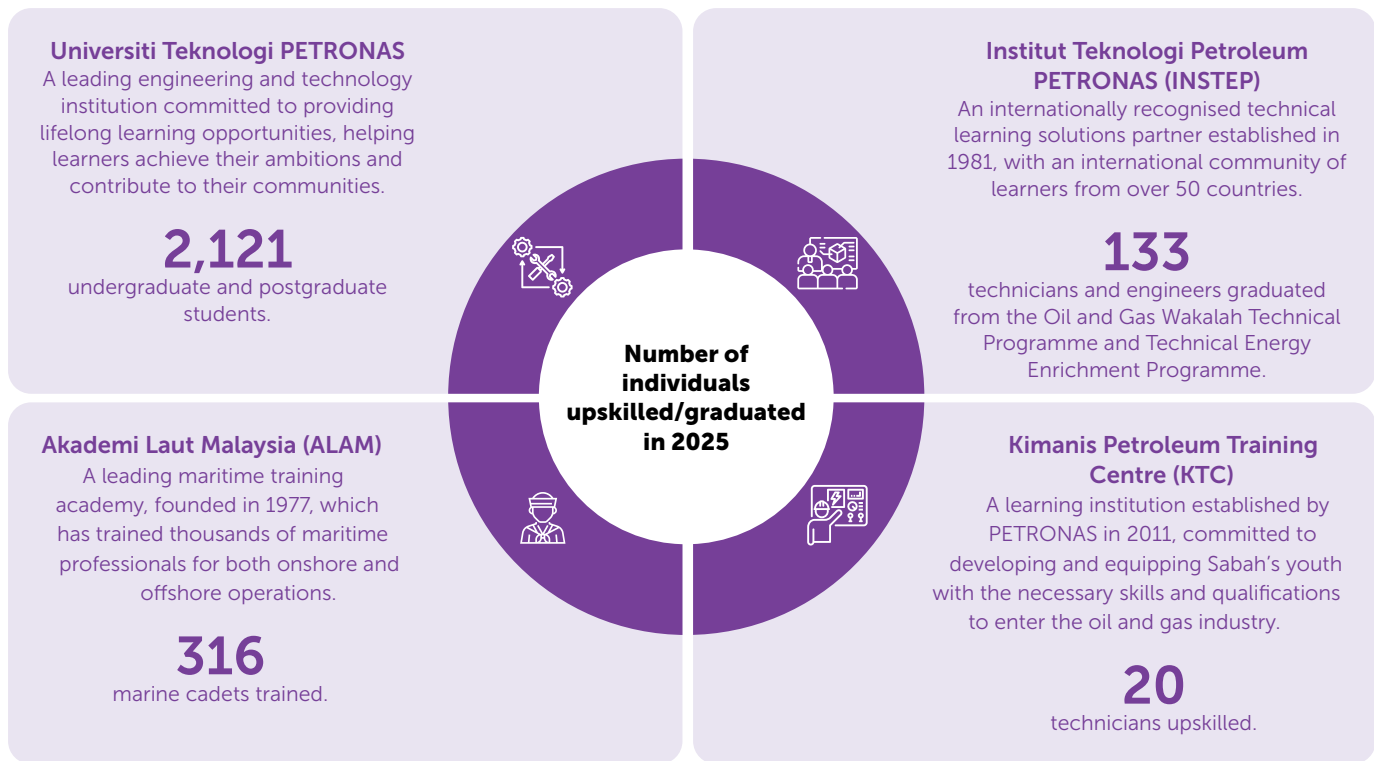 Universiti Teknologi PETRONAS
A leading engineering and technology
institution committed to providing
lifelong learning opportunities, helping
learners achieve their ambitions and
contribute to their communities.
2,121
undergraduate and postgraduate
students.
Institut Teknologi Petroleum
PETRONAS (INSTEP)
An internationally recognised technical
learning solutions partner established in
1981, with an international community of
learners from over 50 countries.
133
technicians and engineers graduated
from the Oil and Gas Wakalah Technical
Programme and Technical Energy
Enrichment Programme.
Number of
individuals
upskilled/graduated
in 2025
Akademi Laut Malaysia (ALAM)
A leading maritime training
academy, founded in 1977, which
has trained thousands of maritime
professionals for both onshore and
offshore operations.
316
marine cadets trained.
Kimanis Petroleum Training
Centre (KTC)
A learning institution established by
PETRONAS in 2011, committed to
developing and equipping Sabah’s youth
with the necessary skills and qualifications
to enter the oil and gas industry.
20
technicians upskilled.